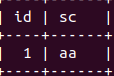 | id | sc
+----+-----
| 1 | aa
+----+-----